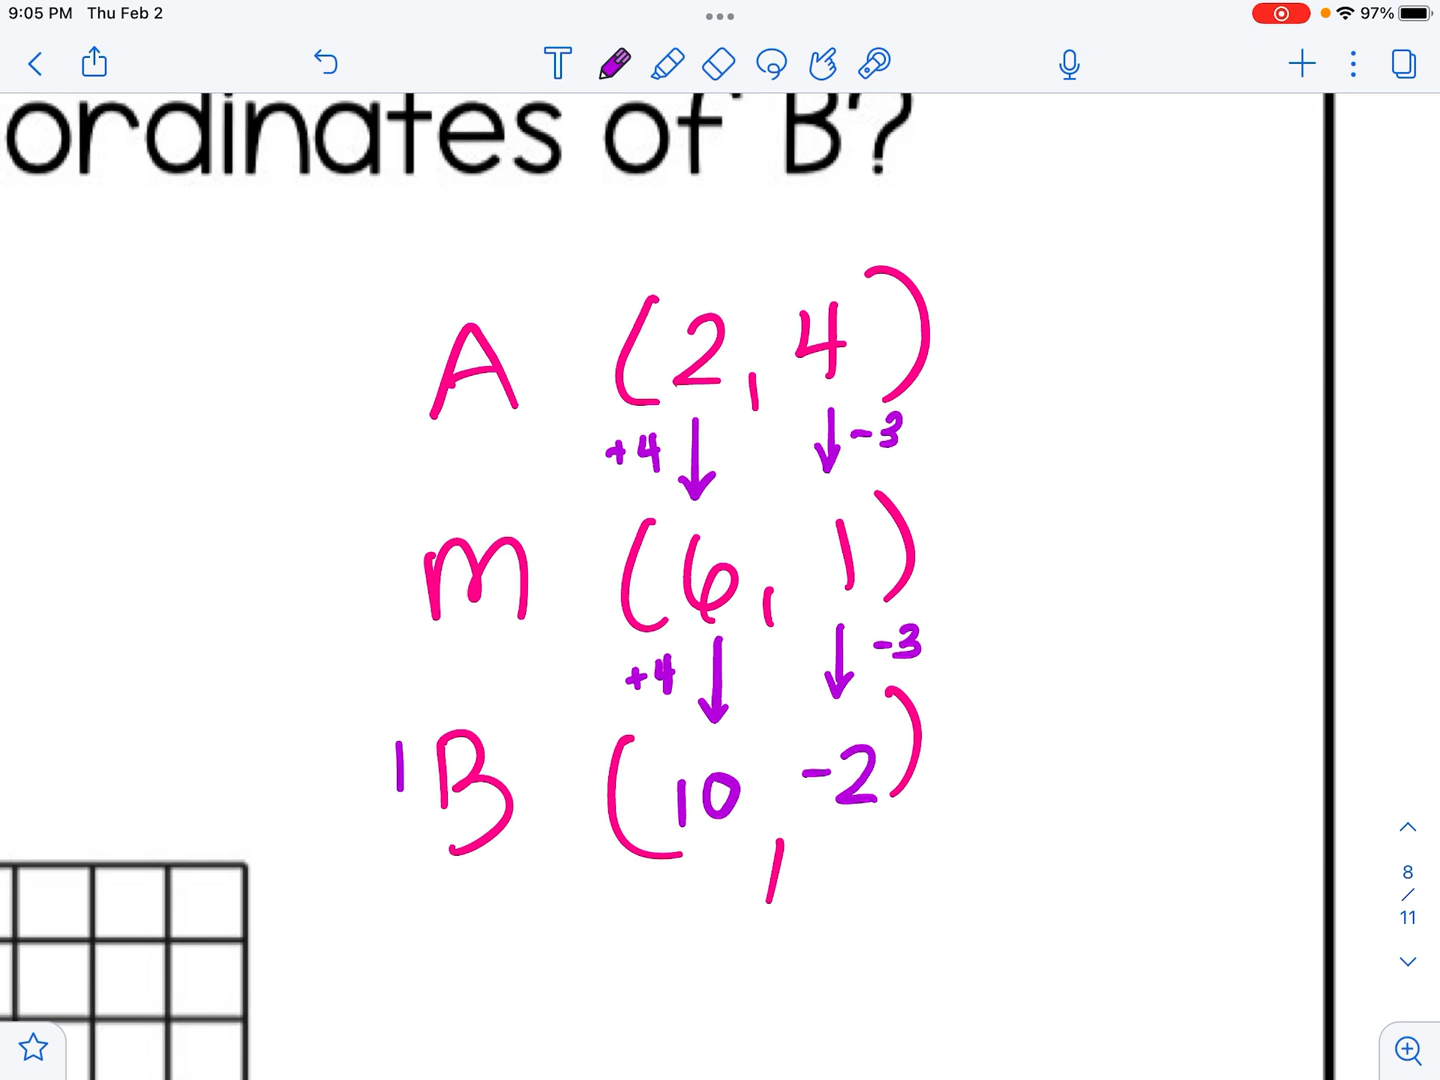 9:05 PM Thu Feb 2
97%
ordinates of B?
A (2, 4)
+4 ↓ ↓ -3
M (6, 1)
+4 ↓ ↓ -3
1 B (10, -2)
8
/
11